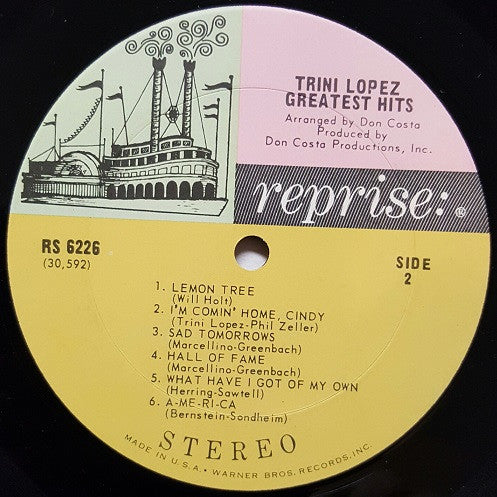 TRINI LOPEZ
GREATEST HITS
Arranged by Don Costa
Produced by
Don Costa Productions, Inc.
reprise: ®
RS 6226
(30,592)
SIDE
2
1. LEMON TREE
(Will Holt)
2. I'M COMIN' HOME, CINDY
(Trini Lopez-Phil Zeller)
3. SAD TOMORROWS
(Marcellino-Greenbach)
4. HALL OF FAME
(Marcellino-Greenbach)
5. WHAT HAVE I GOT OF MY OWN
(Herring-Sawtell)
6. A-ME-RI-CA
(Bernstein-Sondheim)
STEREO
MADE IN U.S.A. • WARNER BROS. RECORDS, INC.